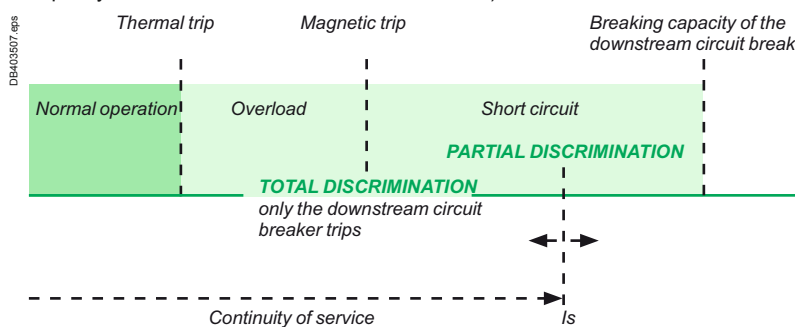 DB403507.eps
Thermal trip
Magnetic trip
Breaking capacity of the
downstream circuit break
Normal operation
Overload
Short circuit
PARTIAL DISCRIMINATION
TOTAL DISCRIMINATION
only the downstream circuit
breaker trips
Continuity of service
Is